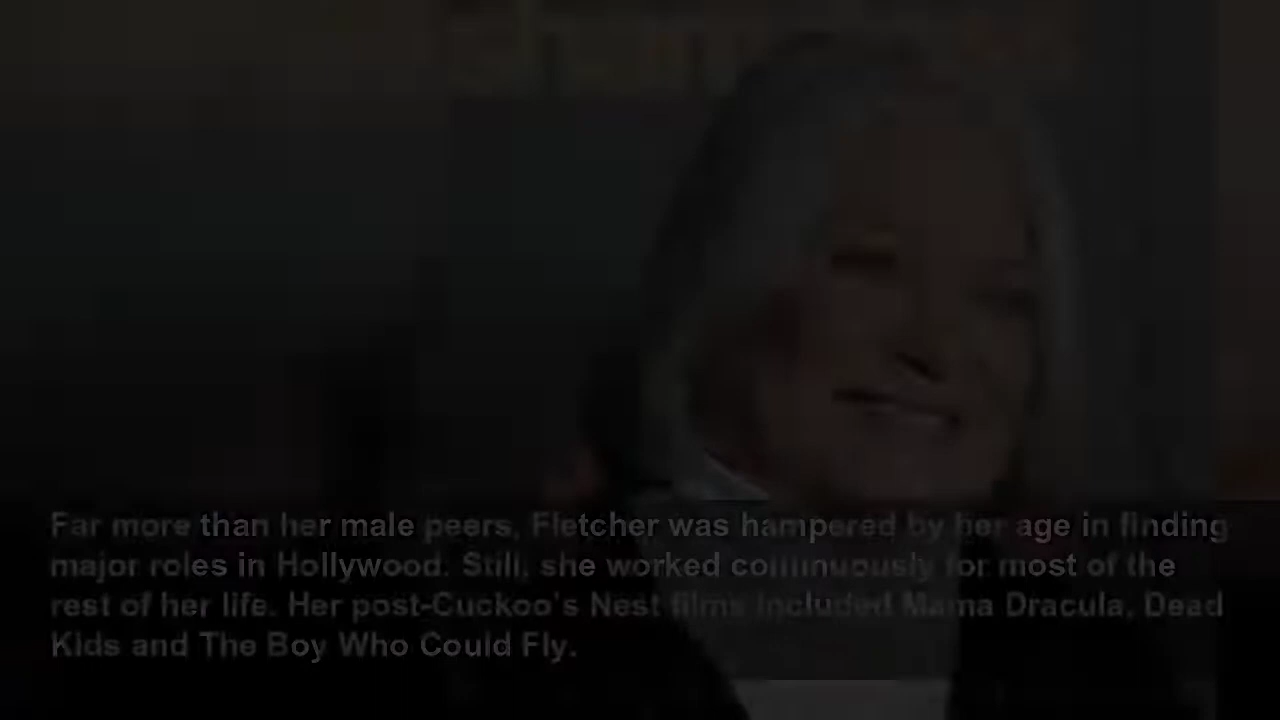 Far more than her male peers, Fletcher was hampered by her age in finding
major roles in Hollywood. Still, she worked continuously for most of the
rest of her life. Her post-Cuckoo's Nest films included Mama Dracula, Dead
Kids and The Boy Who Could Fly.